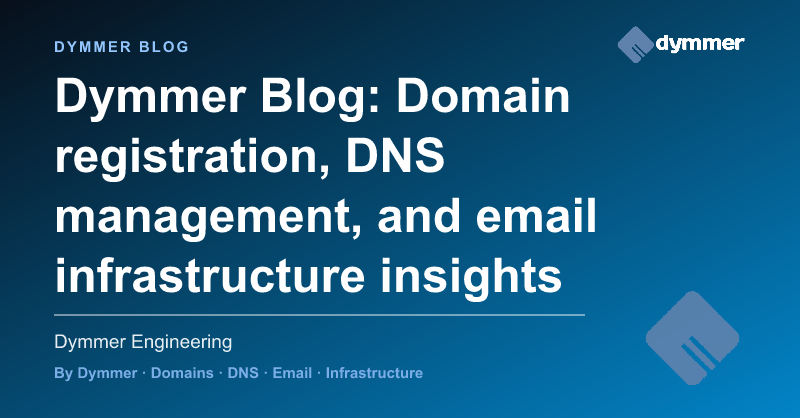 DYMMER BLOG
dymmer
Dymmer Blog: Domain
registration, DNS
management, and email
infrastructure insights
Dymmer Engineering
By Dymmer · Domains · DNS · Email · Infrastructure